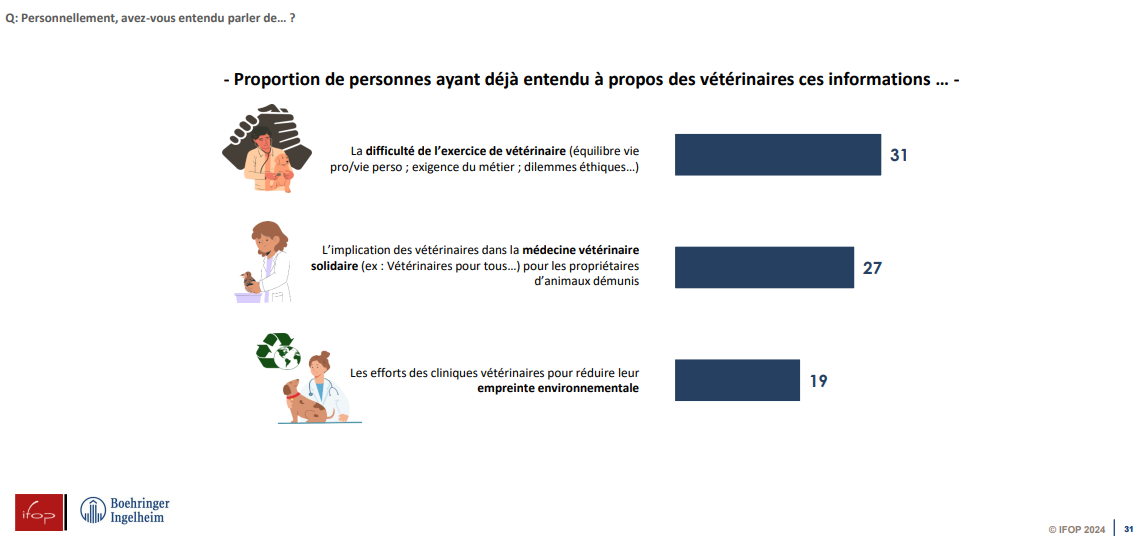 Q: Personnellement, avez-vous entendu parler de… ?
- Proportion de personnes ayant déjà entendu à propos des vétérinaires ces informations … -
La difficulté de l’exercice de vétérinaire (équilibre vie
pro/vie perso ; exigence du métier ; dilemmes éthiques…)
31
L’implication des vétérinaires dans la médecine vétérinaire
solidaire (ex : Vétérinaires pour tous…) pour les propriétaires
d’animaux démunis
27
Les efforts des cliniques vétérinaires pour réduire leur
empreinte environnementale
19
ifop
Boehringer
Ingelheim
© IFOP 2024
31